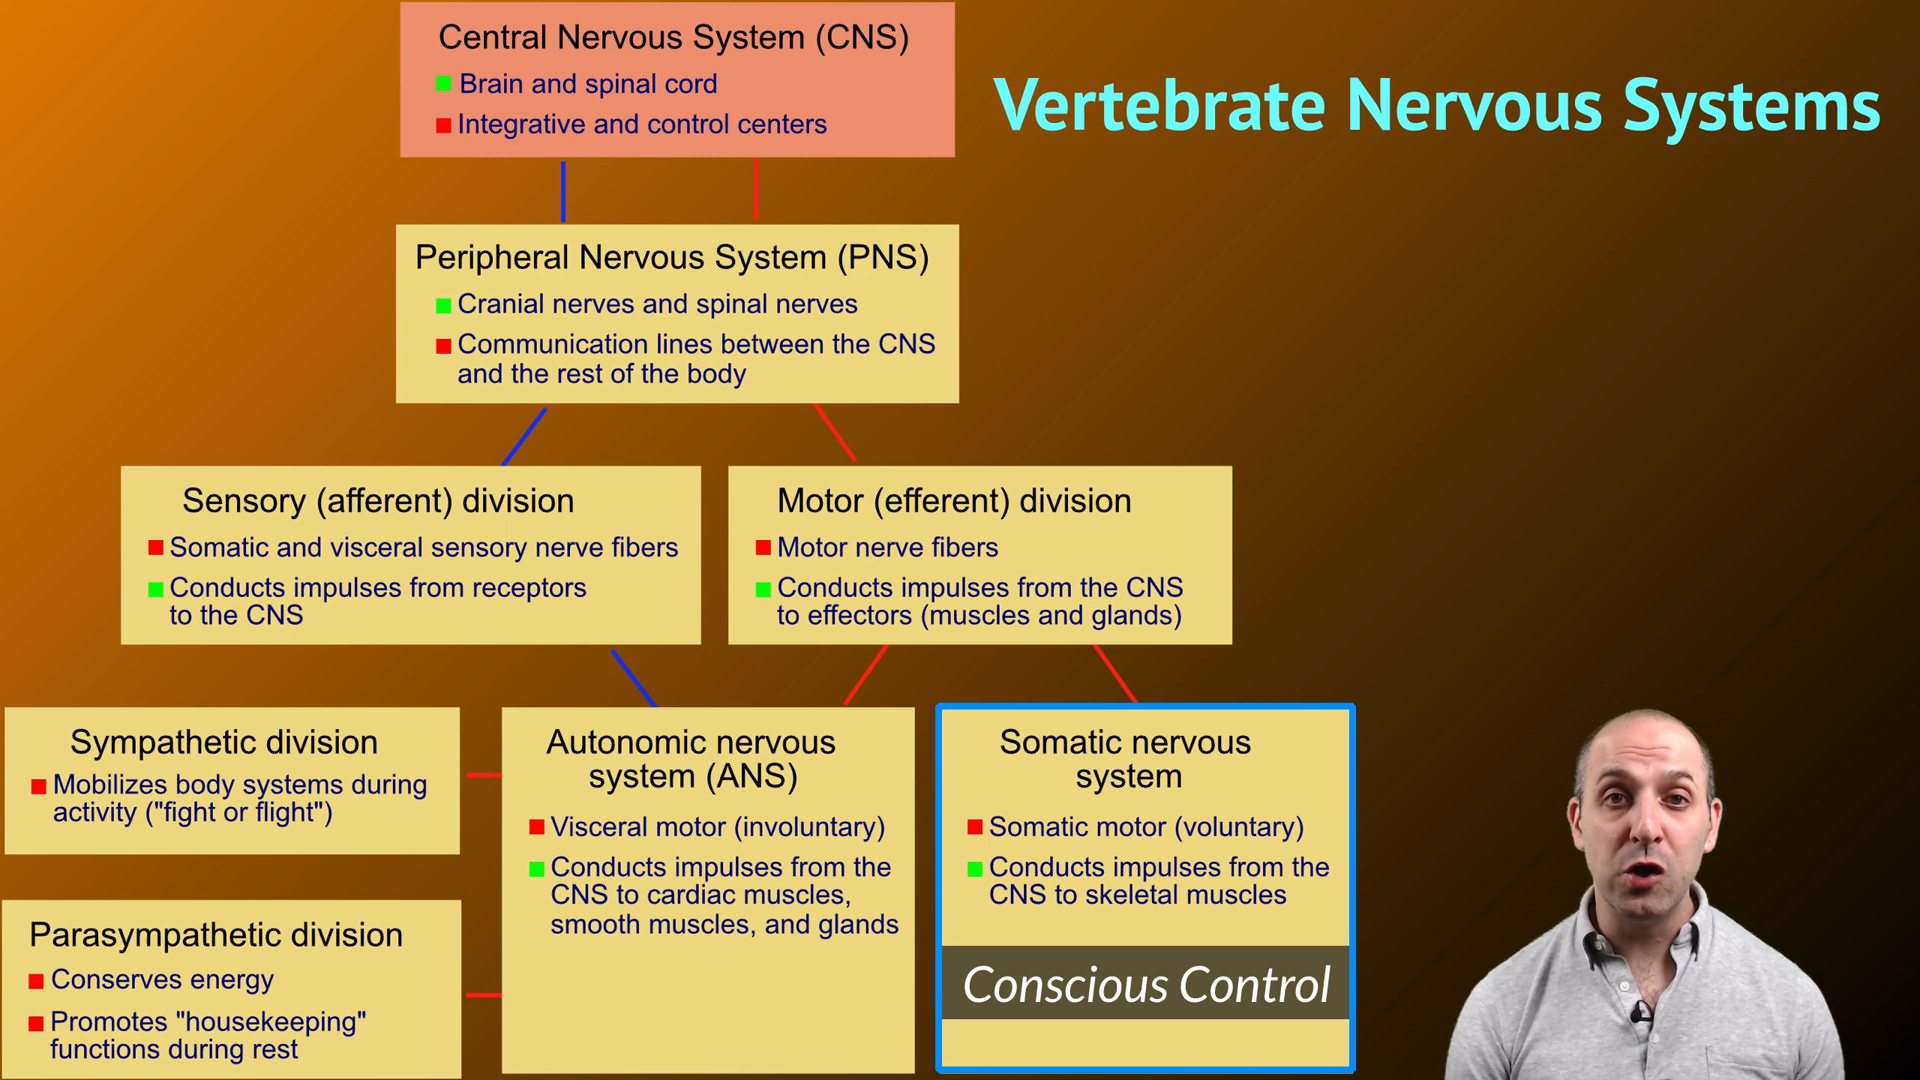 Central Nervous System (CNS)
Brain and spinal cord
Integrative and control centers
Vertebrate Nervous Systems
Peripheral Nervous System (PNS)
Cranial nerves and spinal nerves
Communication lines between the CNS
and the rest of the body
Sensory (afferent) division
Somatic and visceral sensory nerve fibers
Conducts impulses from receptors
to the CNS
Motor (efferent) division
Motor nerve fibers
Conducts impulses from the CNS
to effectors (muscles and glands)
Sympathetic division
Mobilizes body systems during
activity ("fight or flight")
Parasympathetic division
Conserves energy
Promotes "housekeeping"
functions during rest
Autonomic nervous
system (ANS)
Visceral motor (involuntary)
Conducts impulses from the
CNS to cardiac muscles,
smooth muscles, and glands
Somatic nervous
system
Somatic motor (voluntary)
Conducts impulses from the
CNS to skeletal muscles
Conscious Control